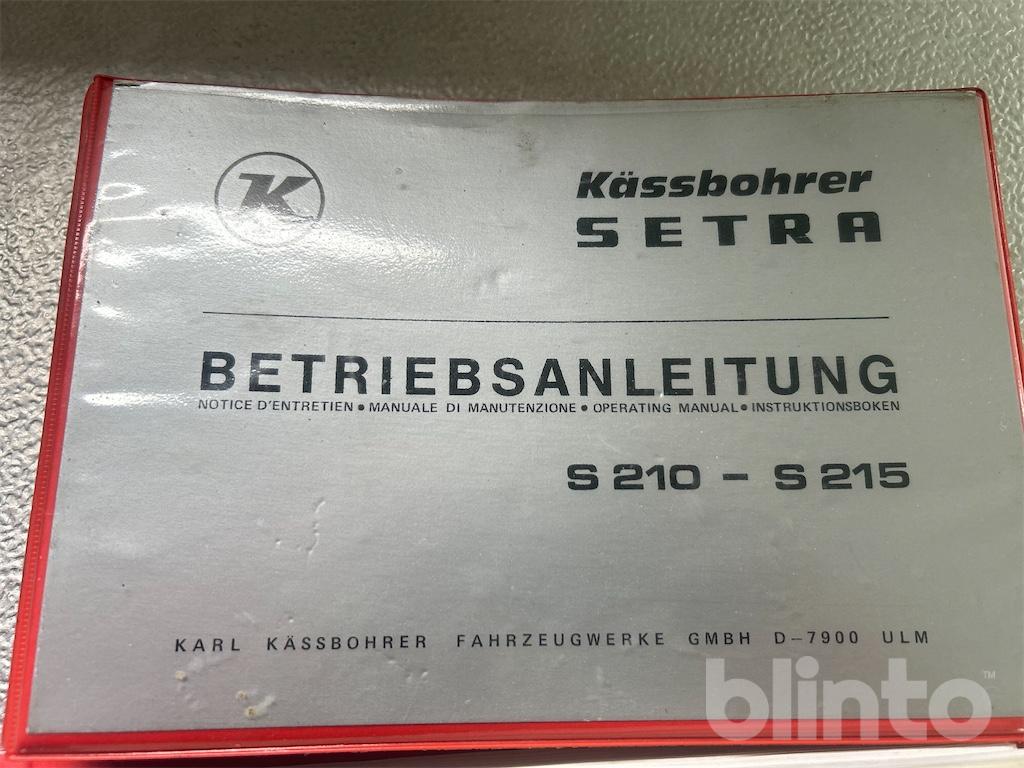 K
Kässbohrer
SETRA
BETRIEBSANLEITUNG
NOTICE D'ENTRETIEN • MANUALE DI MANUTENZIONE • OPERATING MANUAL • INSTRUKTIONSBOKEN
S 210 - S 215
KARL KÄSSBOHRER FAHRZEUGWERKE GMBH D-7900 ULM
blinto™